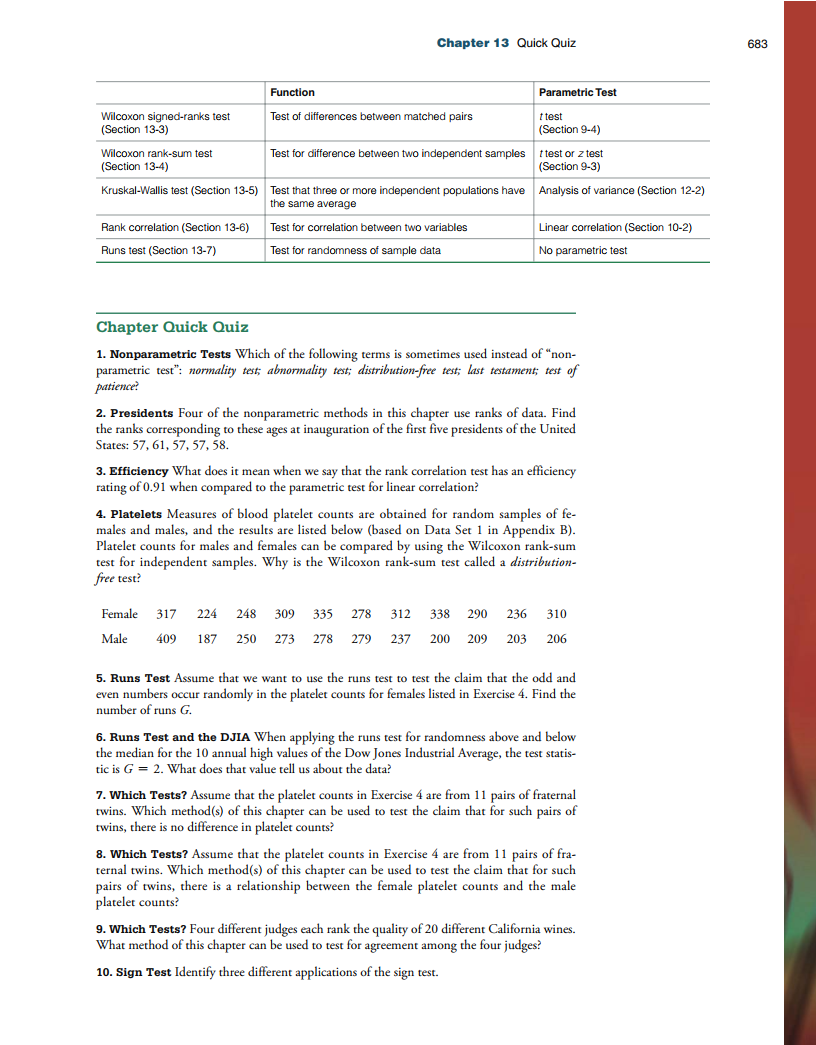 Chapter 13 Quick Quiz 683
Function Parametric Test
Wilcoxon signed-ranks test Test of differences between matched pairs t test
(Section 13-3) (Section 9-4)
Wilcoxon rank-sum test Test for difference between two independent samples t test or z test
(Section 13-4) (Section 9-3)
Kruskal-Wallis test (Section 13-5) Test that three or more independent populations have Analysis of variance (Section 12-2)
the same average
Rank correlation (Section 13-6) Test for correlation between two variables Linear correlation (Section 10-2)
Runs test (Section 13-7) Test for randomness of sample data No parametric test
Chapter Quick Quiz
1. Nonparametric Tests Which of the following terms is sometimes used instead of “non-
parametric test”: normality test; abnormality test; distribution-free test; last testament; test of
patience?
2. Presidents Four of the nonparametric methods in this chapter use ranks of data. Find
the ranks corresponding to these ages at inauguration of the first five presidents of the United
States: 57, 61, 57, 57, 58.
3. Efficiency What does it mean when we say that the rank correlation test has an efficiency
rating of 0.91 when compared to the parametric test for linear correlation?
4. Platelets Measures of blood platelet counts are obtained for random samples of fe-
males and males, and the results are listed below (based on Data Set 1 in Appendix B).
Platelet counts for males and females can be compared by using the Wilcoxon rank-sum
test for independent samples. Why is the Wilcoxon rank-sum test called a distribution-
free test?
Female 317 224 248 309 335 278 312 338 290 236 310
Male 409 187 250 273 278 279 237 200 209 203 206
5. Runs Test Assume that we want to use the runs test to test the claim that the odd and
even numbers occur randomly in the platelet counts for females listed in Exercise 4. Find the
number of runs G.
6. Runs Test and the DJIA When applying the runs test for randomness above and below
the median for the 10 annual high values of the Dow Jones Industrial Average, the test statis-
tic is G = 2. What does that value tell us about the data?
7. Which Tests? Assume that the platelet counts in Exercise 4 are from 11 pairs of fraternal
twins. Which method(s) of this chapter can be used to test the claim that for such pairs of
twins, there is no difference in platelet counts?
8. Which Tests? Assume that the platelet counts in Exercise 4 are from 11 pairs of fra-
ternal twins. Which method(s) of this chapter can be used to test the claim that for such
pairs of twins, there is a relationship between the female platelet counts and the male
platelet counts?
9. Which Tests? Four different judges each rank the quality of 20 different California wines.
What method of this chapter can be used to test for agreement among the four judges?
10. Sign Test Identify three different applications of the sign test.